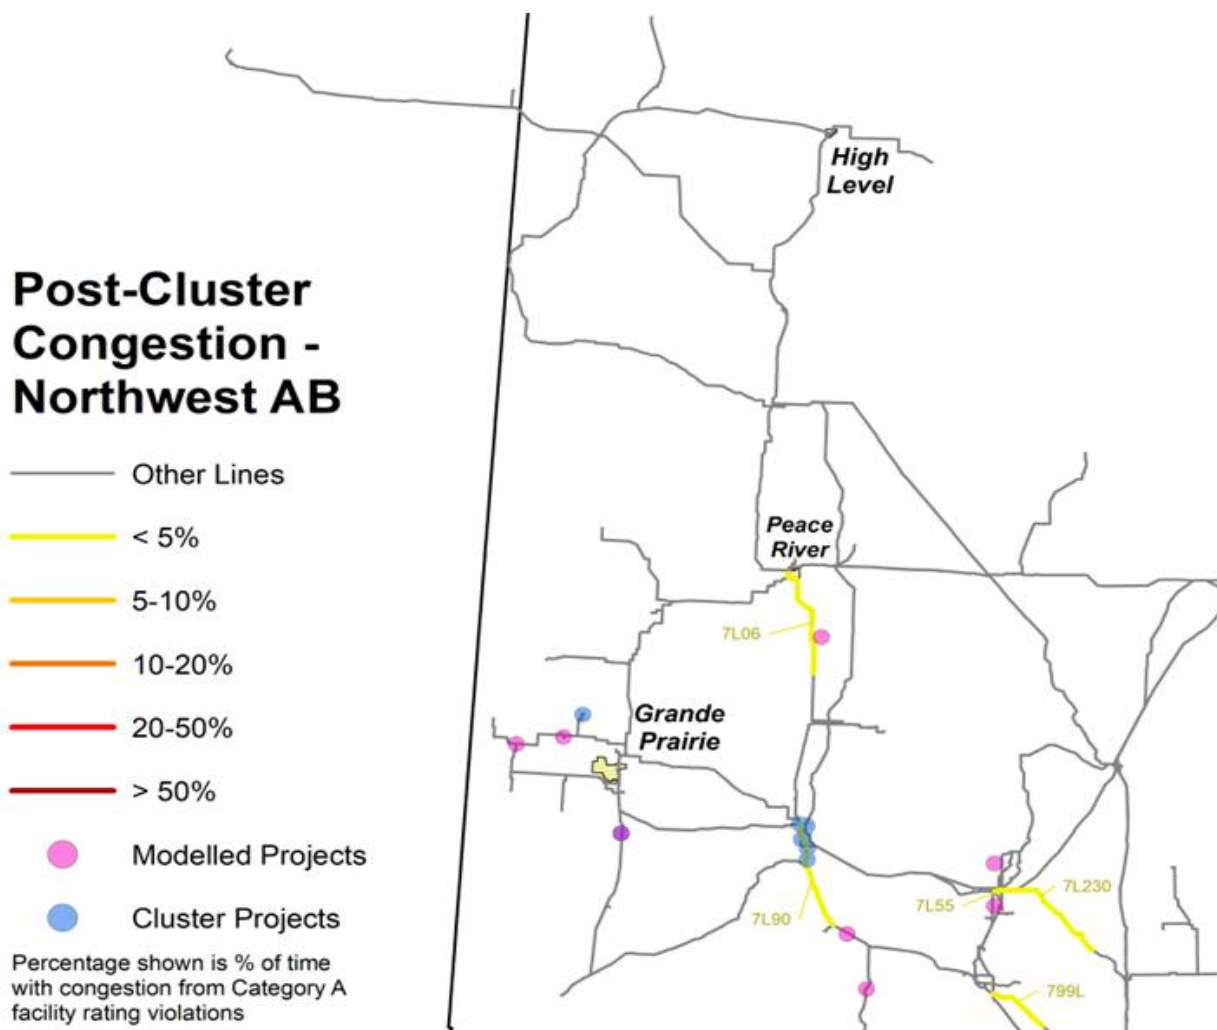 High
Level
Post-Cluster
Congestion -
Northwest AB
Other Lines
< 5%
5-10%
10-20%
20-50%
> 50%
Modelled Projects
Cluster Projects
Percentage shown is % of time
with congestion from Category A
facility rating violations
Peace
River
7L06
Grande
Prairie
7L90
7L55
7L230
799L